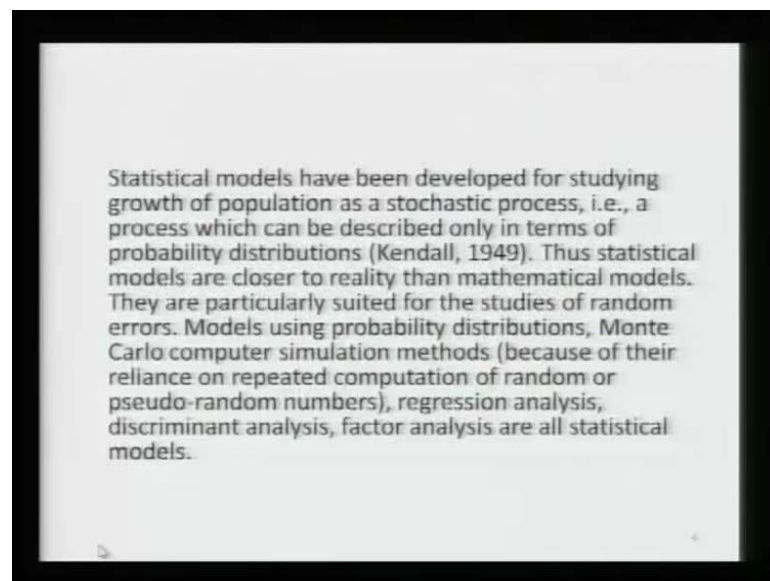 Statistical models have been developed for studying
growth of population as a stochastic process, i.e., a
process which can be described only in terms of
probability distributions (Kendall, 1949). Thus statistical
models are closer to reality than mathematical models.
They are particularly suited for the studies of random
errors. Models using probability distributions, Monte
Carlo computer simulation methods (because of their
reliance on repeated computation of random or
pseudo-random numbers), regression analysis,
discriminant analysis, factor analysis are all statistical
models.